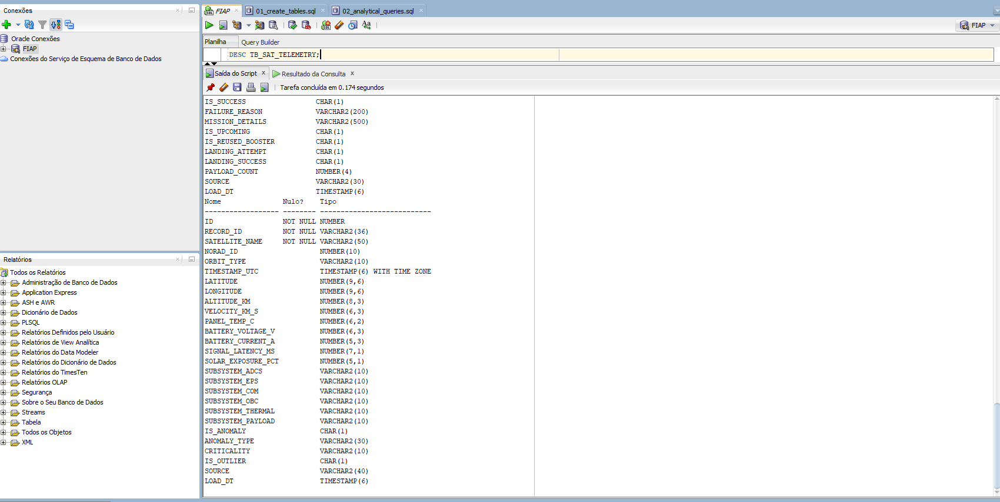 Conexões
Oracle Conexões
FIAP
Conexões do Serviço de Esquema de Banco de Dados
Relatórios
Todos os Relatórios
Administração de Banco de Dados
Application Express
ASH e AWR
Dicionário de Dados
PLSQL
Relatórios Definidos pelo Usuário
Relatórios de View Analítica
Relatórios do Data Modeler
Relatórios do Dicionário de Dados
Relatórios do TimesTen
Relatórios OLAP
Segurança
Sobre o Seu Banco de Dados
Streams
Tabela
Todos os Objetos
XML
FIAP 01_create_tables.sql 02_analytical_queries.sql
FIAP
Planilha Query Builder
DESC TB_SAT_TELEMETRY;
Saída do Script x Resultado da Consulta x
Tarefa concluída em 0.174 segundos
IS_SUCCESS CHAR(1)
FAILURE_REASON VARCHAR2(200)
MISSION_DETAILS VARCHAR2(500)
IS_UPCOMING CHAR(1)
IS_REUSED_BOOSTER CHAR(1)
LANDING_ATTEMPT CHAR(1)
LANDING_SUCCESS CHAR(1)
PAYLOAD_COUNT NUMBER(4)
SOURCE VARCHAR2(30)
LOAD_DT TIMESTAMP(6)
Nome Nulo? Tipo
------------------ -------- ---------------------------
ID NOT NULL NUMBER
RECORD_ID NOT NULL VARCHAR2(36)
SATELLITE_NAME NOT NULL VARCHAR2(50)
NORAD_ID NUMBER(10)
ORBIT_TYPE VARCHAR2(10)
TIMESTAMP_UTC TIMESTAMP(6) WITH TIME ZONE
LATITUDE NUMBER(9,6)
LONGITUDE NUMBER(9,6)
ALTITUDE_KM NUMBER(8,3)
VELOCITY_KM_S NUMBER(6,3)
PANEL_TEMP_C NUMBER(6,2)
BATTERY_VOLTAGE_V NUMBER(6,3)
BATTERY_CURRENT_A NUMBER(5,3)
SIGNAL_LATENCY_MS NUMBER(7,1)
SOLAR_EXPOSURE_PCT NUMBER(5,1)
SUBSYSTEM_ADCS VARCHAR2(10)
SUBSYSTEM_EPS VARCHAR2(10)
SUBSYSTEM_COM VARCHAR2(10)
SUBSYSTEM_OBC VARCHAR2(10)
SUBSYSTEM_THERMAL VARCHAR2(10)
SUBSYSTEM_PAYLOAD VARCHAR2(10)
IS_ANOMALY CHAR(1)
ANOMALY_TYPE VARCHAR2(30)
CRITICALITY VARCHAR2(10)
IS_OUTLIER CHAR(1)
SOURCE VARCHAR2(40)
LOAD_DT TIMESTAMP(6)